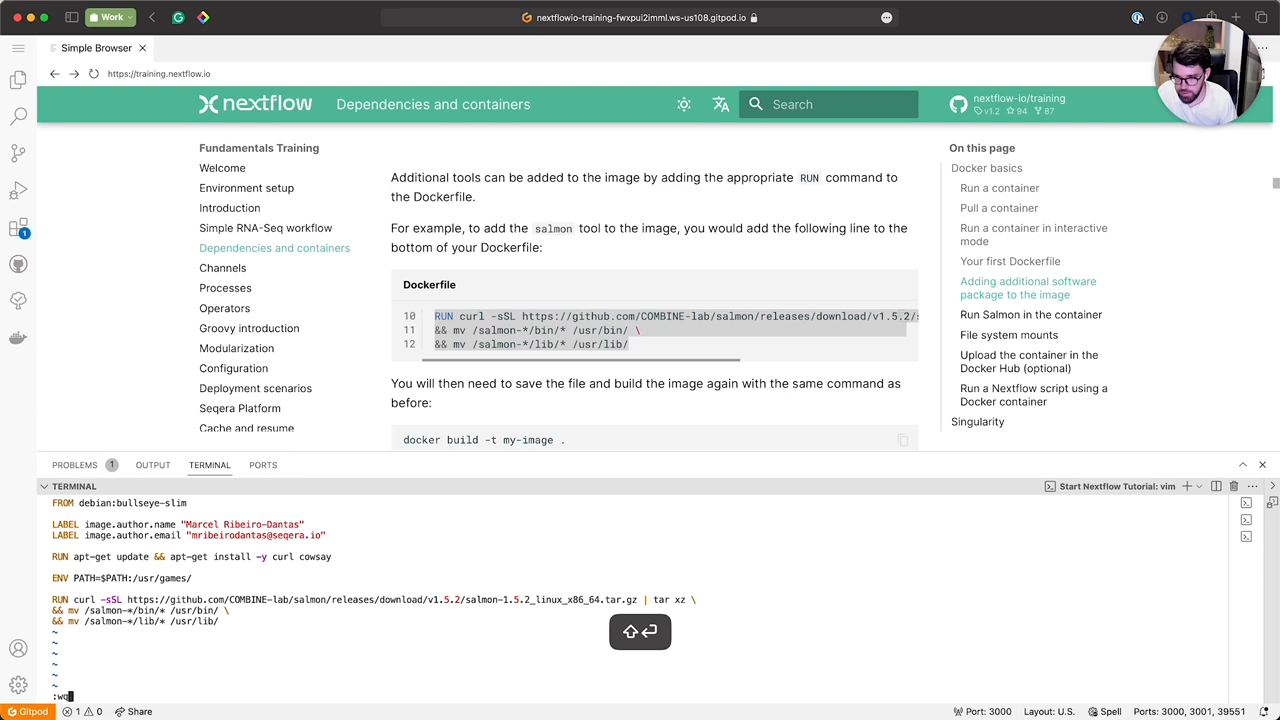 Work
nextflowio-training-fwxpui2imml.ws-us108.gitpod.io
Simple Browser
https://training.nextflow.io
nextflow
Dependencies and containers
Search
nextflow-io/training
v1.2 94 87
Fundamentals Training
Welcome
Environment setup
Introduction
Simple RNA-Seq workflow
Dependencies and containers
Channels
Processes
Operators
Groovy introduction
Modularization
Configuration
Deployment scenarios
Seqera Platform
Cache and resume
Additional tools can be added to the image by adding the appropriate RUN command to
the Dockerfile.
For example, to add the salmon tool to the image, you would add the following line to the
bottom of your Dockerfile:
Dockerfile
10 RUN curl -sSL https://github.com/COMBINE-lab/salmon/releases/download/v1.5.2/s
11 && mv /salmon-*/bin/* /usr/bin/ \
12 && mv /salmon-*/lib/* /usr/lib/
You will then need to save the file and build the image again with the same command as
before:
docker build -t my-image .
On this page
Docker basics
Run a container
Pull a container
Run a container in interactive
mode
Your first Dockerfile
Adding additional software
package to the image
Run Salmon in the container
File system mounts
Upload the container in the
Docker Hub (optional)
Run a Nextflow script using a
Docker container
Singularity
PROBLEMS 1 OUTPUT TERMINAL PORTS
TERMINAL
Start Nextflow Tutorial: vim
FROM debian:bullseye-slim
LABEL image.author.name "Marcel Ribeiro-Dantas"
LABEL image.author.email "mribeirodantas@seqera.io"
RUN apt-get update && apt-get install -y curl cowsay
ENV PATH=$PATH:/usr/games/
RUN curl -sSL https://github.com/COMBINE-lab/salmon/releases/download/v1.5.2/salmon-1.5.2_linux_x86_64.tar.gz | tar xz \
&& mv /salmon-*/bin/* /usr/bin/ \
&& mv /salmon-*/lib/* /usr/lib/
~
~
~
~
~
~
:wq
1
Gitpod
1 0
Share
Port: 3000
Layout: U.S.
Spell
Ports: 3000, 3001, 39551